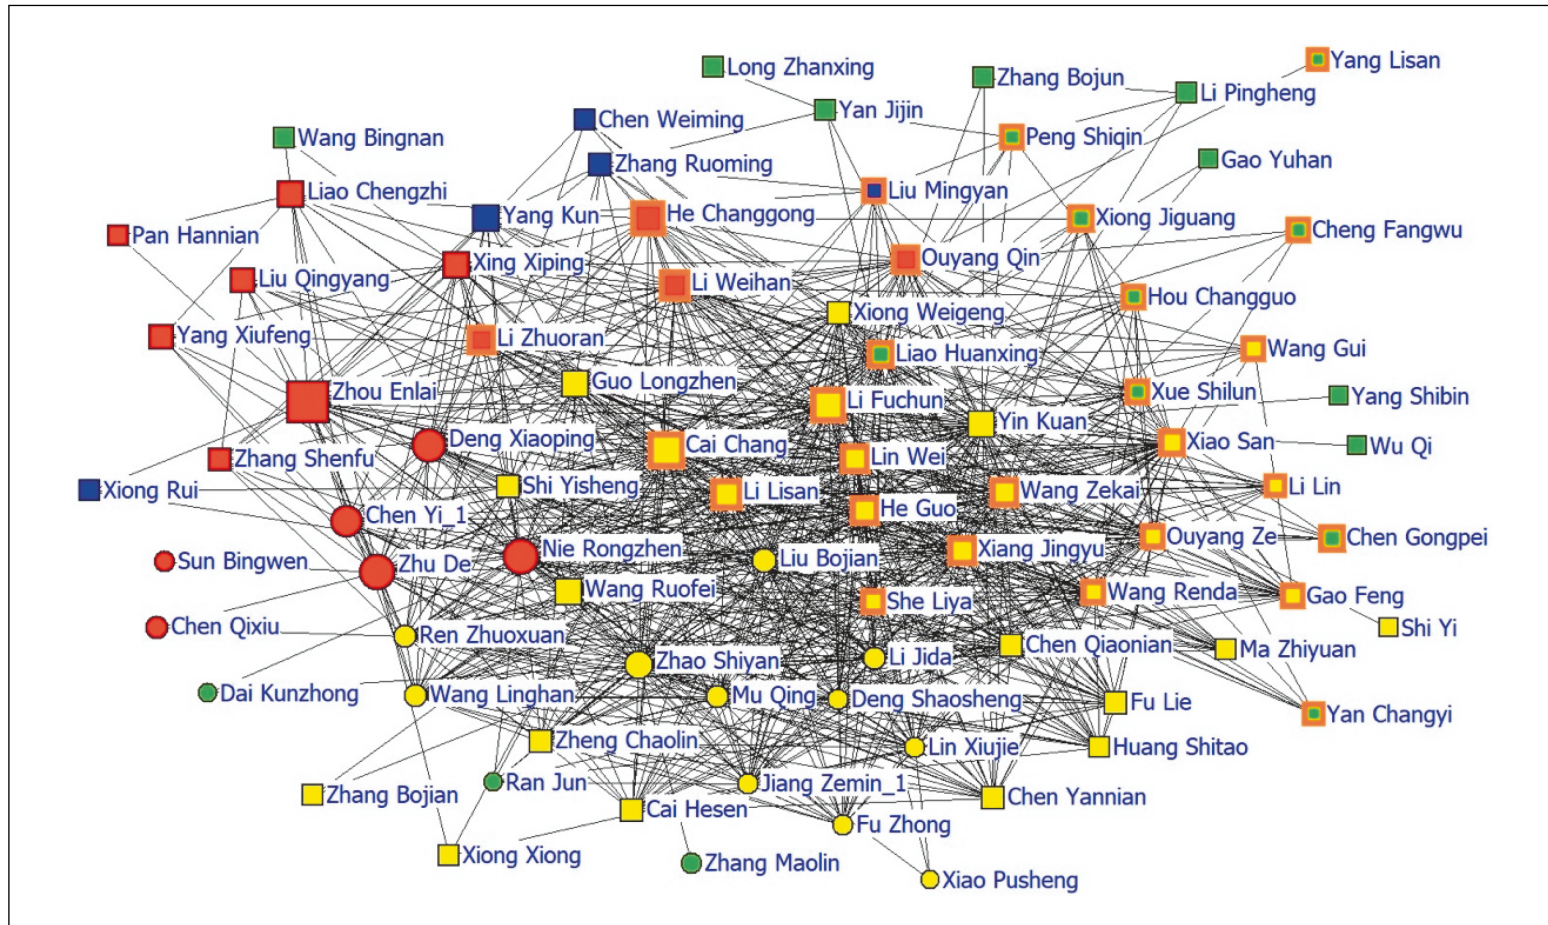 Long Zhanxing
Zhang Bojun
Yang Lisan
Li Pingheng
Yan Jijin
Chen Weiming
Peng Shiqin
Wang Bingnan
Zhang Ruoming
Gao Yuhan
Liao Chengzhi
Liu Mingyan
Yang Kun
He Changgong
Xiong Jiguang
Cheng Fangwu
Pan Hannian
Xing Xiping
Ouyang Qin
Liu Qingyang
Li Weihan
Hou Changguo
Xiong Weigeng
Yang Xiufeng
Li Zhuoran
Liao Huanxing
Wang Gui
Zhou Enlai
Guo Longzhen
Li Fuchun
Xue Shilun
Yang Shibin
Yin Kuan
Deng Xiaoping
Cai Chang
Lin Wei
Xiao San
Wu Qi
Zhang Shenfu
Xiong Rui
Shi Yisheng
Li Lisan
Wang Zekai
Li Lin
Chen Yi_1
He Guo
Ouyang Ze
Chen Gongpei
Sun Bingwen
Zhu De
Nie Rongzhen
Liu Bojian
Xiang Jingyu
Wang Ruofei
She Liya
Wang Renda
Gao Feng
Chen Qixiu
Ren Zhuoxuan
Shi Yi
Zhao Shiyan
Li Jida
Chen Qiaonian
Ma Zhiyuan
Dai Kunzhong
Wang Linghan
Mu Qing
Deng Shaosheng
Fu Lie
Yan Changyi
Zheng Chaolin
Lin Xiujie
Huang Shitao
Zhang Bojian
Ran Jun
Jiang Zemin_1
Chen Yannian
Cai Hesen
Fu Zhong
Xiong Xiong
Zhang Maolin
Xiao Pusheng